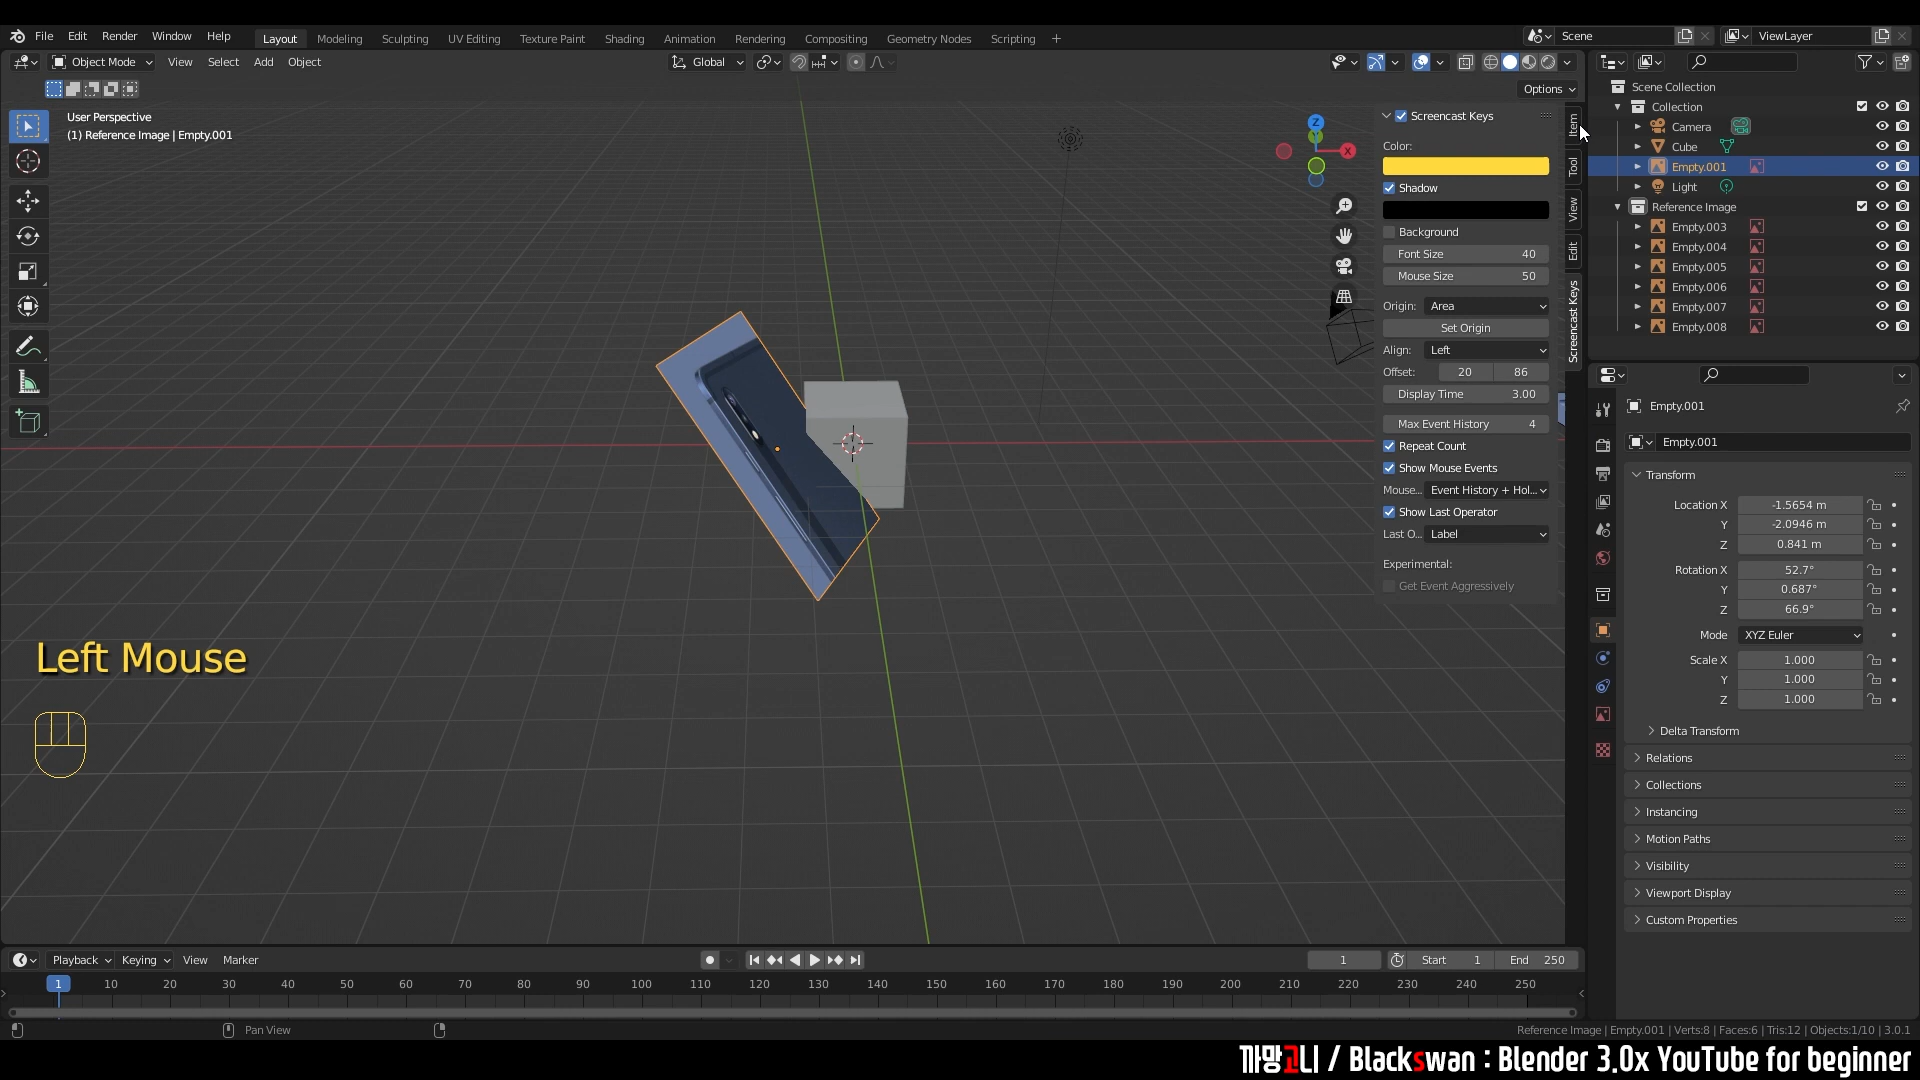 File Edit Render Window Help Layout Modeling Sculpting UV Editing Texture Paint Shading Animation Rendering Compositing Geometry Nodes Scripting + Scene ViewLayer
Object Mode View Select Add Object Global
Options
User Perspective
(1) Reference Image | Empty.001
Z
X
Screencast Keys
Color:
Shadow
Background
Font Size 40
Mouse Size 50
Origin: Area
Set Origin
Align: Left
Offset: 20 86
Display Time 3.00
Max Event History 4
Repeat Count
Show Mouse Events
Mouse... Event History + Hol...
Show Last Operator
Last O... Label
Experimental:
Get Event Aggressively
Item
Tool
View
Edit
Screencast Keys
Scene Collection
Collection
Camera
Cube
Empty.001
Light
Reference Image
Empty.003
Empty.004
Empty.005
Empty.006
Empty.007
Empty.008
Empty.001
Empty.001
Transform
Location X -1.5654 m
Y -2.0946 m
Z 0.841 m
Rotation X 52.7°
Y 0.687°
Z 66.9°
Mode XYZ Euler
Scale X 1.000
Y 1.000
Z 1.000
Delta Transform
Relations
Collections
Instancing
Motion Paths
Visibility
Viewport Display
Custom Properties
Left Mouse
Playback Keying View Marker 1 Start 1 End 250
1 10 20 30 40 50 60 70 80 90 100 110 120 130 140 150 160 170 180 190 200 210 220 230 240 250
Pan View
Reference Image | Empty.001 | Verts:8 | Faces:6 | Tris:12 | Objects:1/10 | 3.0.1
까망고니 / Blackswan : Blender 3.0x YouTube for beginner